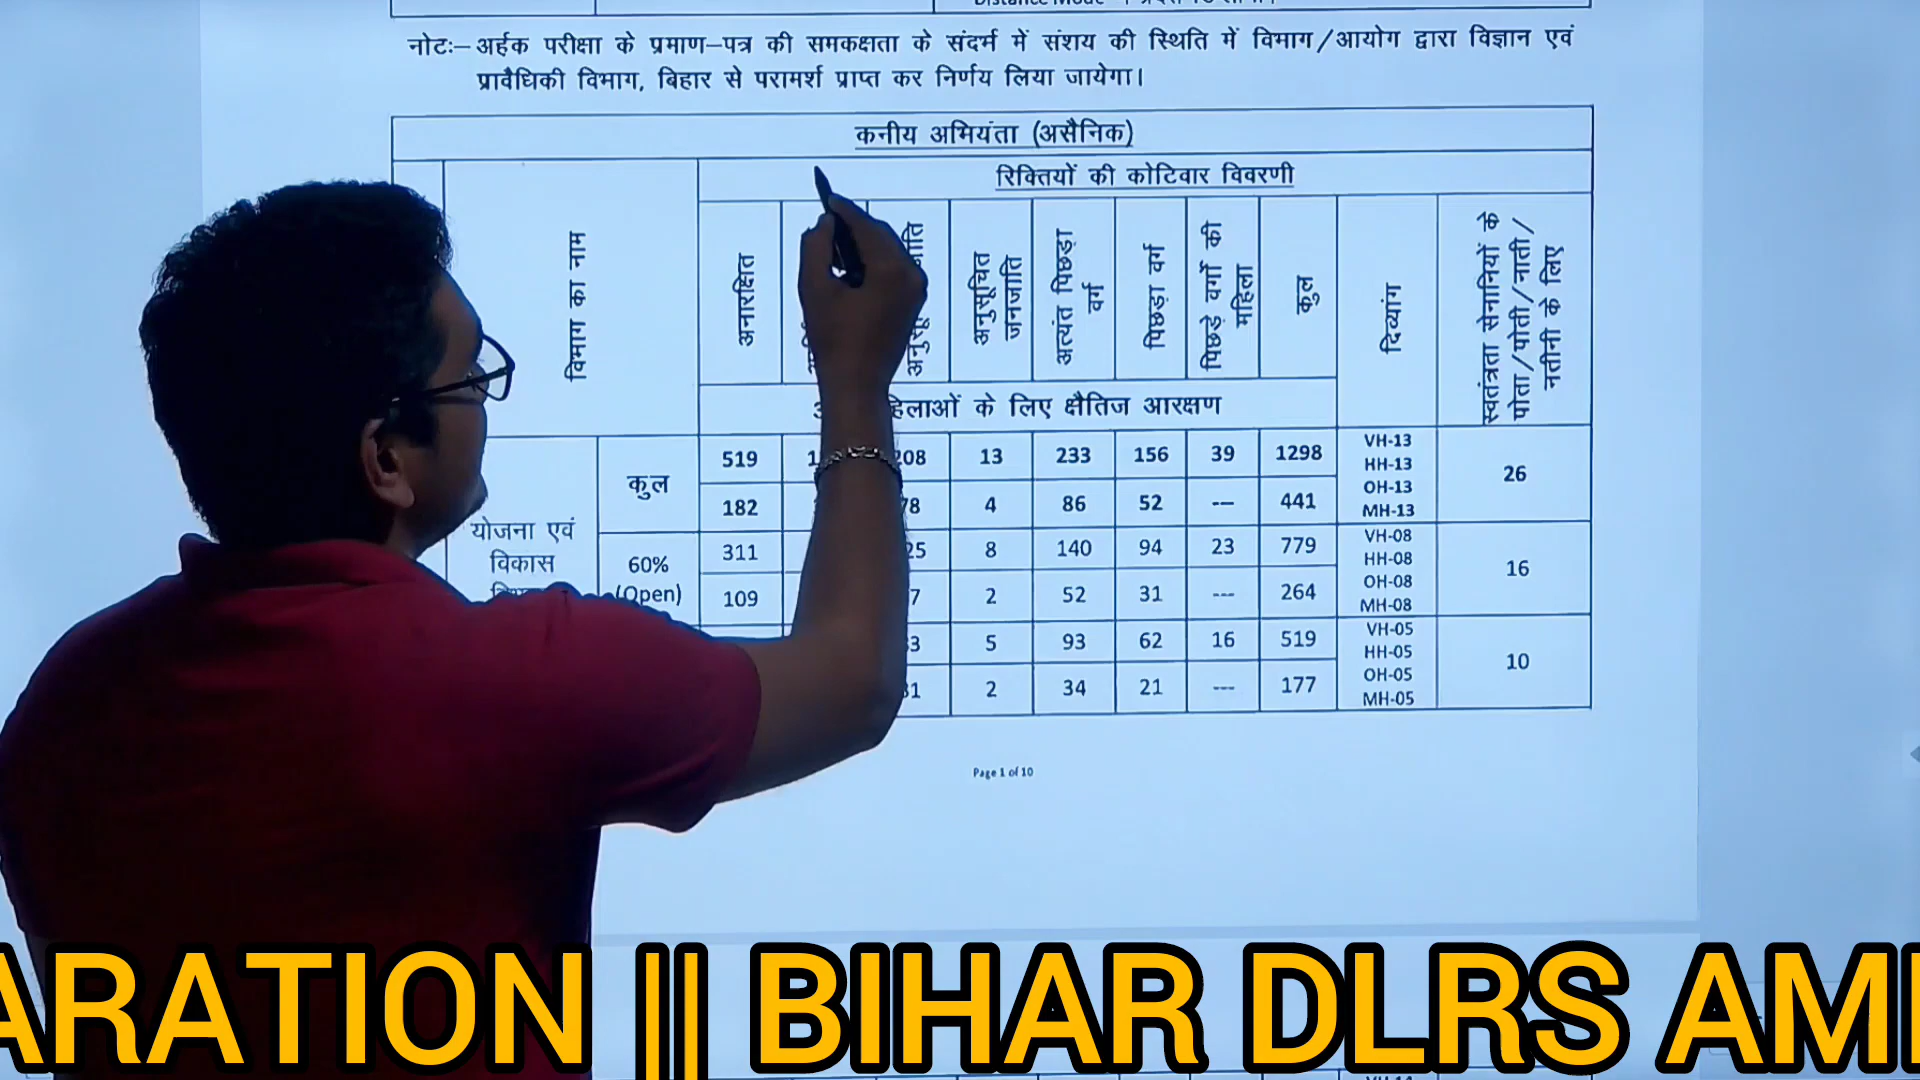 नोटः— अर्हक परीक्षा के प्रमाण–पत्र की समकक्षता के संदर्भ में संशय की स्थिति में विभाग/आयोग द्वारा विज्ञान एवं
प्रावैधिकी विभाग, बिहार से परामर्श प्राप्त कर निर्णय लिया जायेगा।
कनीय अभियंता (असैनिक)
रिक्तियों की कोटिवार विवरणी
विभाग का नाम
अनारक्षित
अनुसूचित
जनजाति
अत्यंत पिछड़ा
वर्ग
पिछड़ा वर्ग
पिछड़े वर्गों की
महिला
कुल
दिव्यांग
स्वतंत्रता सेनानियों के
पोता/पोती/नाती/
नतीनी के लिए
के लिए क्षैतिज आरक्षण
योजना एवं
विकास
कुल
519 13 233 156 39 1298
182 4 86 52 --- 441
VH-13
HH-13
OH-13
MH-13
26
60%
(Open)
311 8 140 94 23 779
109 2 52 31 --- 264
VH-08
HH-08
OH-08
MH-08
16
5 93 62 16 519
2 34 21 --- 177
VH-05
HH-05
OH-05
MH-05
10
Page 1 of 10
ARATION || BIHAR DLRS